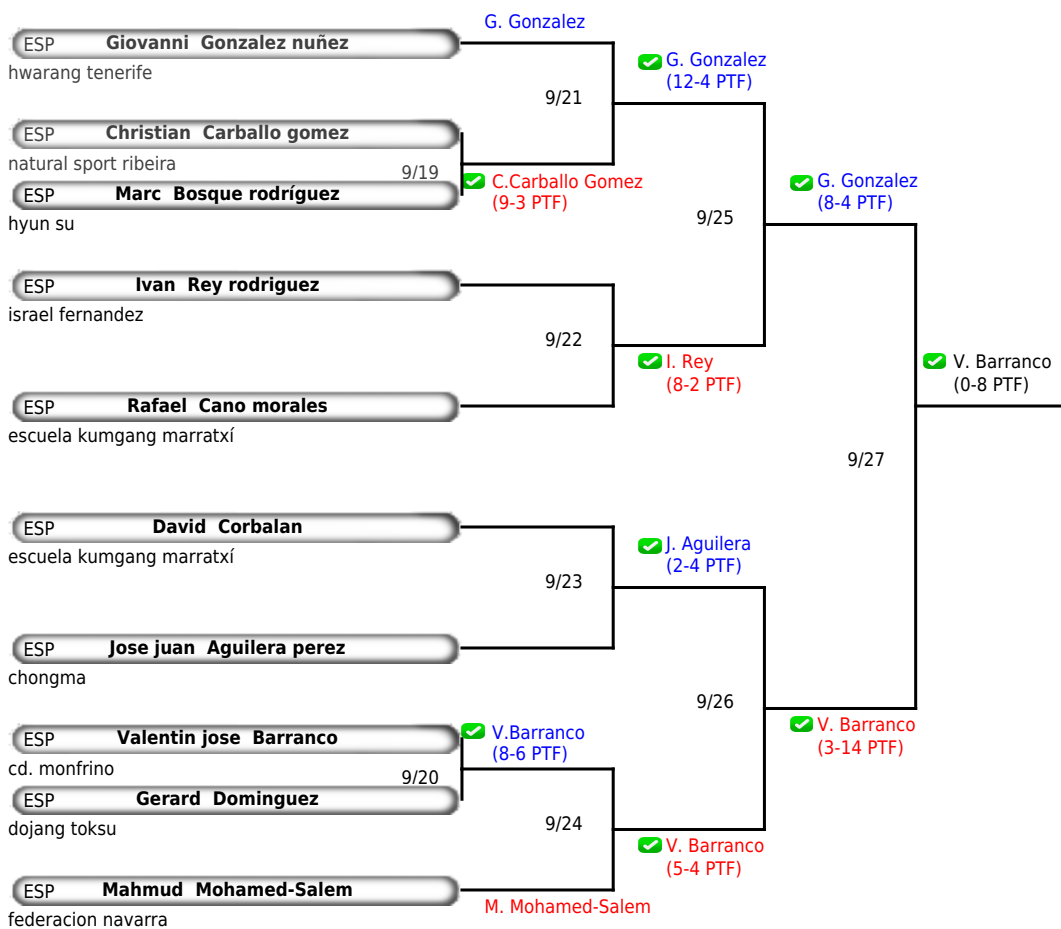 G. Gonzalez
ESP Giovanni  Gonzalez nuñez
hwarang tenerife
G. Gonzalez
(12-4 PTF)
9/21
ESP Christian  Carballo gomez
natural sport ribeira
9/19
C.Carballo Gomez
(9-3 PTF)
ESP Marc  Bosque rodríguez
hyun su
G. Gonzalez
(8-4 PTF)
9/25
ESP Ivan  Rey rodriguez
israel fernandez
9/22
I. Rey
(8-2 PTF)
V. Barranco
(0-8 PTF)
ESP Rafael  Cano morales
escuela kumgang marratxí
9/27
ESP David  Corbalan
escuela kumgang marratxí
J. Aguilera
(2-4 PTF)
9/23
ESP Jose juan  Aguilera perez
chongma
9/26
V. Barranco
(3-14 PTF)
ESP Valentin jose  Barranco
cd. monfrino
V.Barranco
(8-6 PTF)
9/20
ESP Gerard  Dominguez
dojang toksu
9/24
V. Barranco
(5-4 PTF)
ESP Mahmud  Mohamed-Salem
federacion navarra
M. Mohamed-Salem